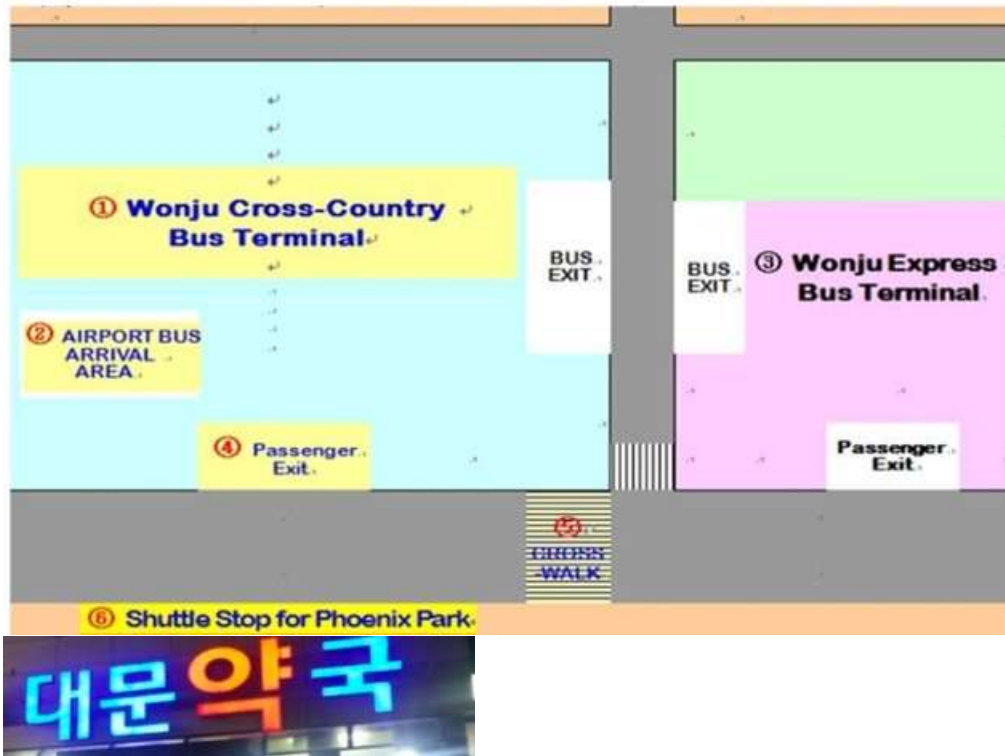 ① Wonju Cross-Country
Bus Terminal
BUS
EXIT
BUS
EXIT
③ Wonju Express
Bus Terminal
② AIRPORT BUS
ARRIVAL
AREA
④ Passenger
Exit
Passenger
Exit
⑤
CROSS
-WALK
⑥ Shuttle Stop for Phoenix Park
대문약국